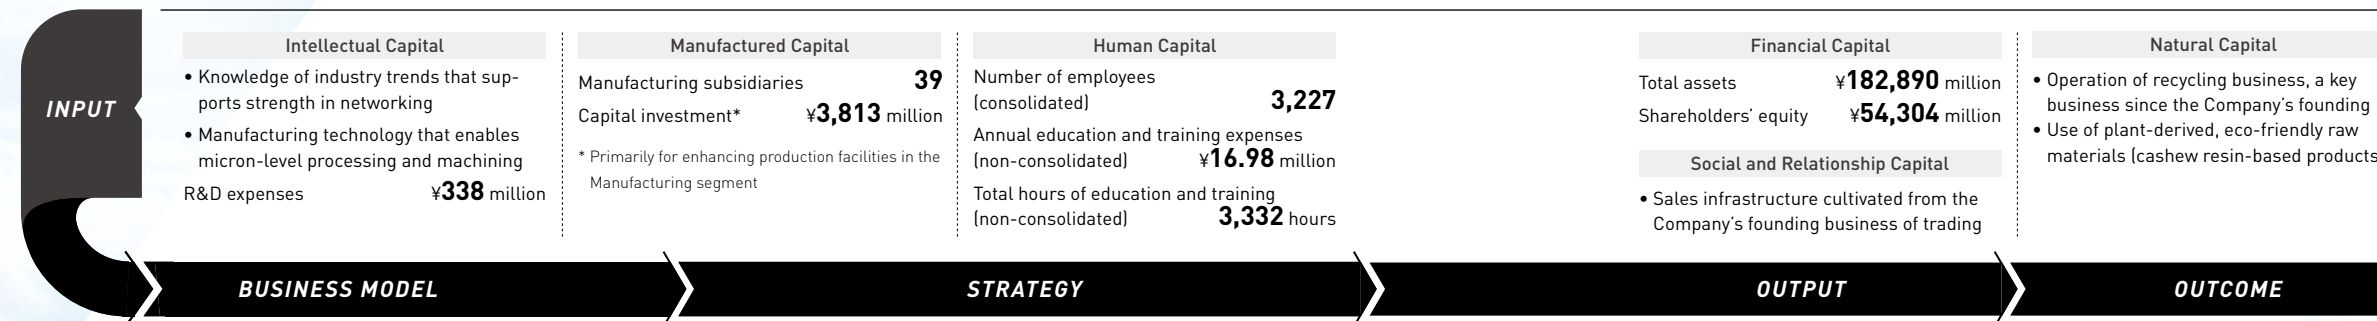 INPUT
Intellectual Capital
• Knowledge of industry trends that sup-
ports strength in networking
• Manufacturing technology that enables
micron-level processing and machining
R&D expenses ¥338 million
Manufactured Capital
Manufacturing subsidiaries 39
Capital investment* ¥3,813 million
* Primarily for enhancing production facilities in the
Manufacturing segment
Human Capital
Number of employees
(consolidated) 3,227
Annual education and training expenses
(non-consolidated) ¥16.98 million
Total hours of education and training
(non-consolidated) 3,332 hours
Financial Capital
Total assets ¥182,890 million
Shareholders' equity ¥54,304 million
Social and Relationship Capital
• Sales infrastructure cultivated from the
Company's founding business of trading
Natural Capital
• Operation of recycling business, a key
business since the Company's founding
• Use of plant-derived, eco-friendly raw
materials (cashew resin-based products
BUSINESS MODEL
STRATEGY
OUTPUT
OUTCOME